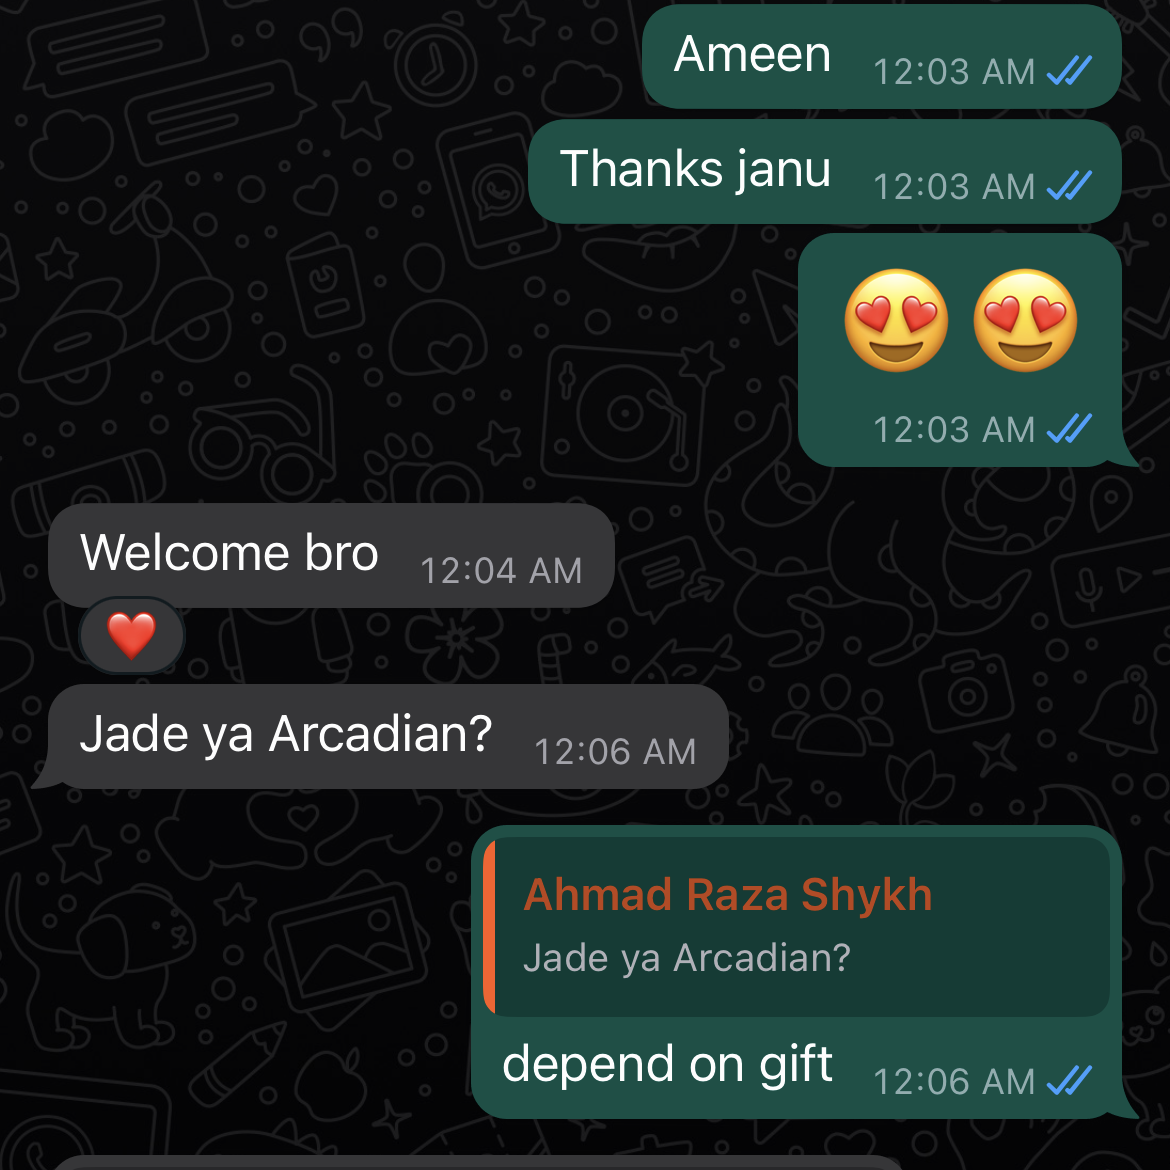 Ameen 12:03 AM
Thanks janu 12:03 AM
😍 😍
12:03 AM
Welcome bro 12:04 AM
❤️
Jade ya Arcadian? 12:06 AM
Ahmad Raza Shykh
Jade ya Arcadian?
depend on gift 12:06 AM